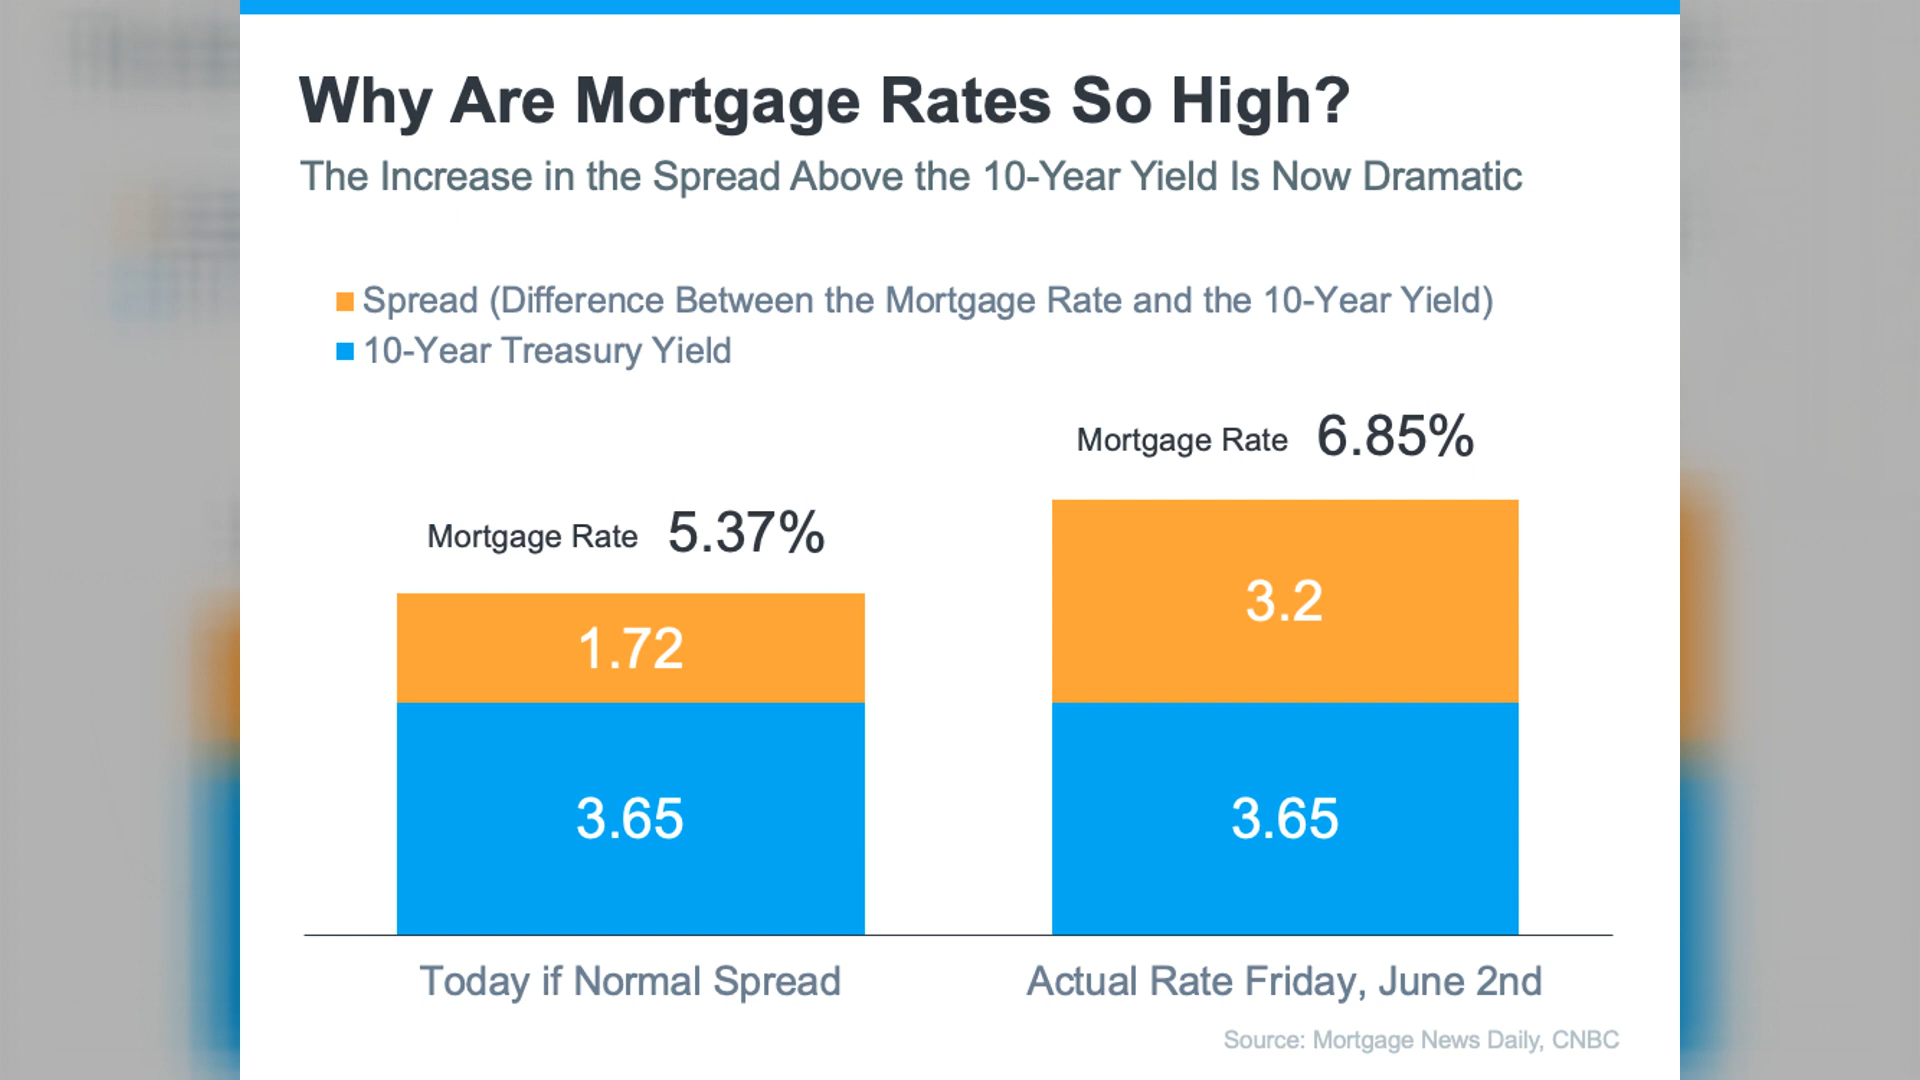 Why Are Mortgage Rates So High?
The Increase in the Spread Above the 10-Year Yield Is Now Dramatic
Spread (Difference Between the Mortgage Rate and the 10-Year Yield)
10-Year Treasury Yield
Mortgage Rate 5.37%
1.72
3.65
Today if Normal Spread
Mortgage Rate 6.85%
3.2
3.65
Actual Rate Friday, June 2nd
Source: Mortgage News Daily, CNBC